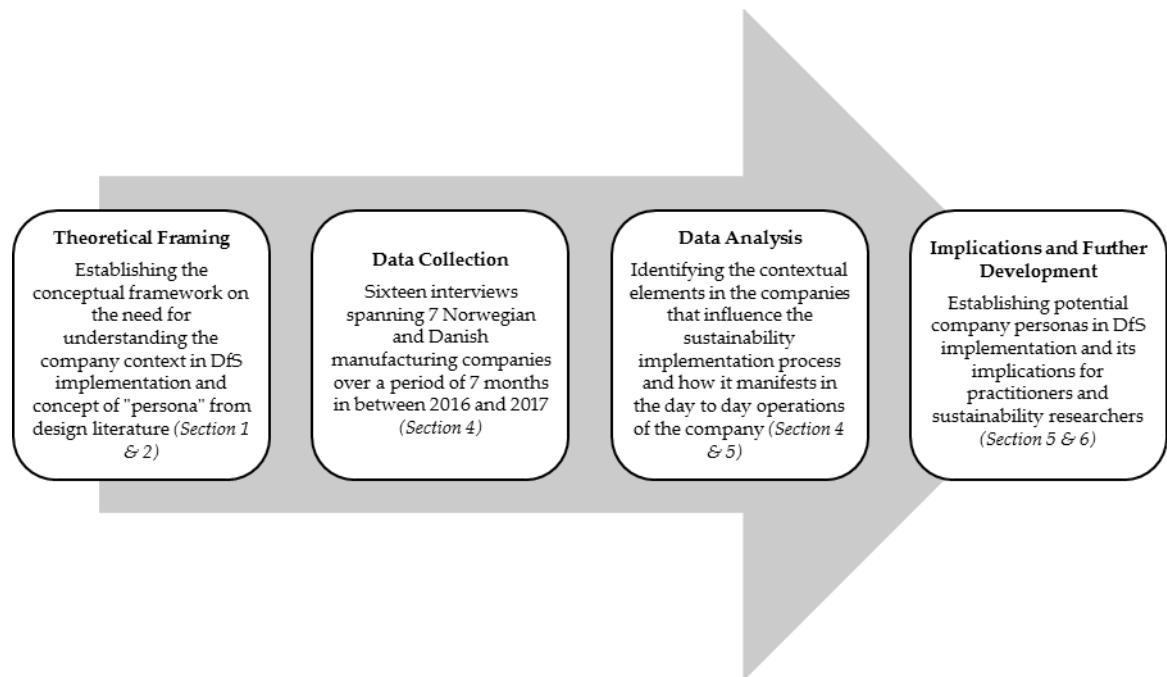 Theoretical Framing
Establishing the
conceptual framework on
the need for
understanding the
company context in DfS
implementation and
concept of "persona" from
design literature (Section 1
& 2)
Data Collection
Sixteen interviews
spanning 7 Norwegian
and Danish
manufacturing companies
over a period of 7 months
in between 2016 and 2017
(Section 4)
Data Analysis
Identifying the contextual
elements in the companies
that influence the
sustainability
implementation process
and how it manifests in
the day to day operations
of the company (Section 4
& 5)
Implications and Further
Development
Establishing potential
company personas in DfS
implementation and its
implications for
practitioners and
sustainability researchers
(Section 5 & 6)